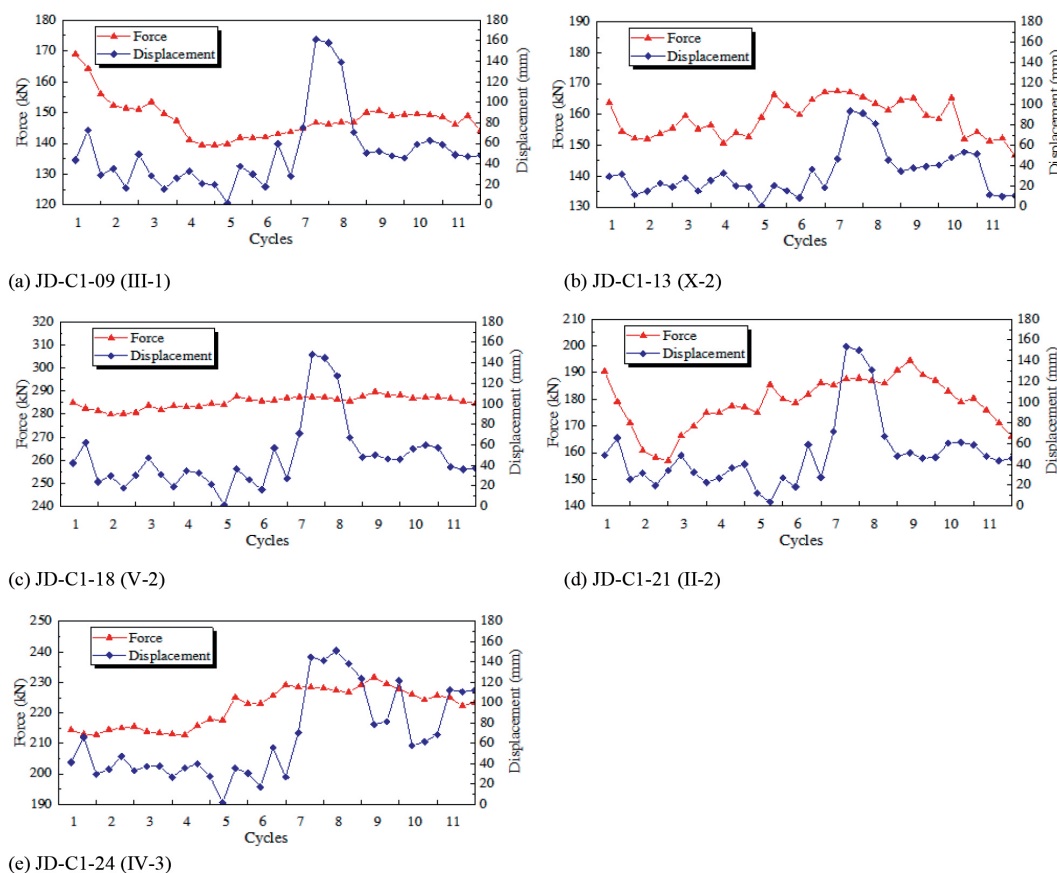 180
170
160
150
140
130
120
Force (kN)
Force
Displacement
180
160
140
120
100
80
60
40
20
0
Displacement (mm)
1 2 3 4 5 6 7 8 9 10 11
Cycles
(a) JD-C1-09 (III-1)
190
180
170
160
150
140
130
Force (kN)
Force
Displacement
180
160
140
120
100
80
60
40
20
0
Displacement (mm)
1 2 3 4 5 6 7 8 9 10 11
Cycles
(b) JD-C1-13 (X-2)
320
310
300
290
280
270
260
250
240
Force (kN)
Force
Displacement
180
160
140
120
100
80
60
40
20
0
Displacement (mm)
1 2 3 4 5 6 7 8 9 10 11
Cycles
(c) JD-C1-18 (V-2)
210
200
190
180
170
160
150
140
Force (kN)
Force
Displacement
180
160
140
120
100
80
60
40
20
0
Displacement (mm)
1 2 3 4 5 6 7 8 9 10 11
Cycles
(d) JD-C1-21 (II-2)
250
240
230
220
210
200
190
Force (kN)
Force
Displacement
180
160
140
120
100
80
60
40
20
0
Displacement (mm)
1 2 3 4 5 6 7 8 9 10 11
Cycles
(e) JD-C1-24 (IV-3)